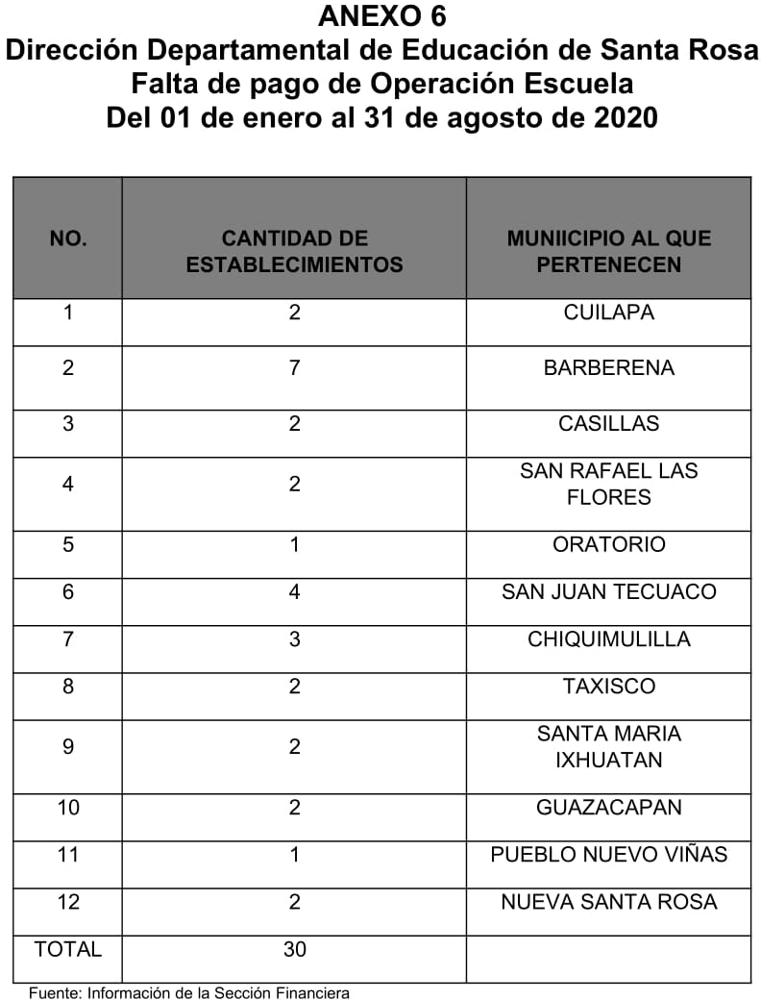 ANEXO 6
Dirección Departamental de Educación de Santa Rosa
Falta de pago de Operación Escuela
Del 01 de enero al 31 de agosto de 2020
NO. CANTIDAD DE ESTABLECIMIENTOS MUNIICIPIO AL QUE PERTENECEN
1 2 CUILAPA
2 7 BARBERENA
3 2 CASILLAS
4 2 SAN RAFAEL LAS FLORES
5 1 ORATORIO
6 4 SAN JUAN TECUACO
7 3 CHIQUIMULILLA
8 2 TAXISCO
9 2 SANTA MARIA IXHUATAN
10 2 GUAZACAPAN
11 1 PUEBLO NUEVO VIÑAS
12 2 NUEVA SANTA ROSA
TOTAL 30
Fuente: Información de la Sección Financiera